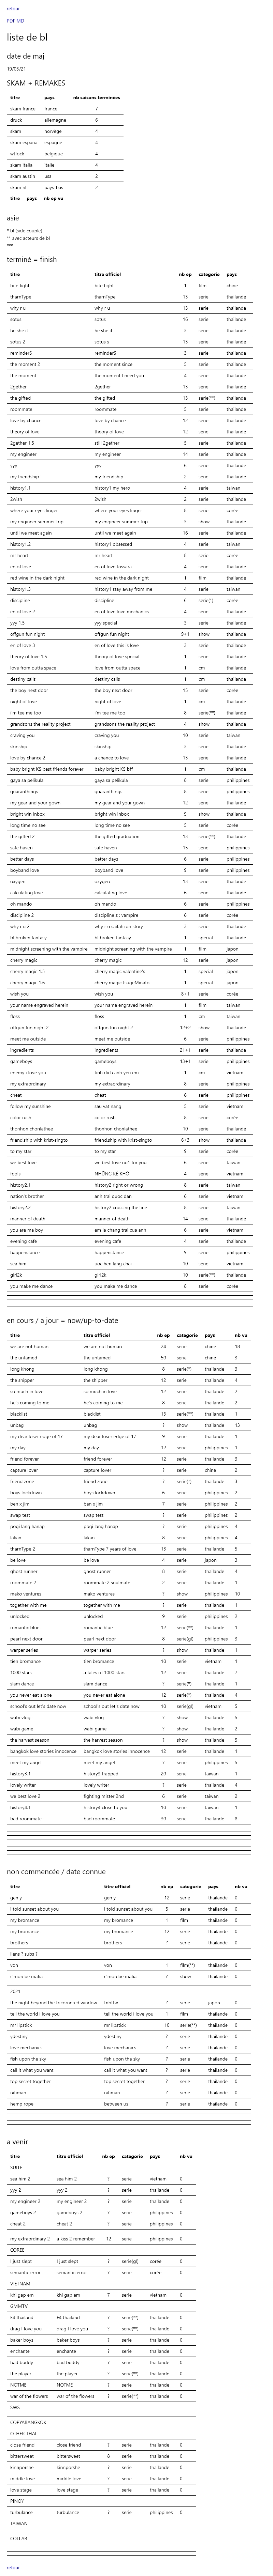 retour
PDF MD
liste de bl
date de maj
19/03/21
SKAM + REMAKES
titre pays nb saisons terminées
skam france france 7
druck allemagne 6
skam norvège 4
skam espana espagne 4
wtfock belgique 4
skam italia italie 4
skam austin usa 2
skam nl pays-bas 2
titre pays nb ep vu
asie
* bl (side couple)
** avec acteurs de bl
***
terminé = finish
titre titre officiel nb ep categorie pays
bite fight bite fight 1 film chine
tharnType tharnType 13 serie thaïlande
why r u why r u 13 serie thaïlande
sotus sotus 16 serie thaïlande
he she it he she it 3 serie thaïlande
sotus 2 sotus s 13 serie thaïlande
reminderS reminderS 3 serie thaïlande
the moment 2 the moment since 5 serie thaïlande
the moment the moment I need you 4 serie thaïlande
2gether 2gether 13 serie thaïlande
the gifted the gifted 13 serie(**) thaïlande
roommate roommate 5 serie thaïlande
love by chance love by chance 12 serie thaïlande
theory of love theory of love 12 serie thaïlande
2gether 1.5 still 2gether 5 serie thaïlande
my engineer my engineer 14 serie thaïlande
yyy yyy 6 serie thaïlande
my friendship my friendship 2 serie thaïlande
history1.1 history1 my hero 4 serie taiwan
2wish 2wish 2 serie thaïlande
where your eyes linger where your eyes linger 8 serie corée
my engineer summer trip my engineer summer trip 3 show thaïlande
until we meet again until we meet again 16 serie thaïlande
history1.2 history1 obsessed 4 serie taiwan
mr heart mr heart 8 serie corée
en of love en of love tossara 4 serie thaïlande
red wine in the dark night red wine in the dark night 1 film thaïlande
history1.3 history1 stay away from me 4 serie taiwan
discipline discipline 6 serie(*) corée
en of love 2 en of love love mechanics 4 serie thaïlande
yyy 1.5 yyy special 3 serie thaïlande
offgun fun night offgun fun night 8+1 show thaïlande
en of love 3 en of love this is love 3 serie thaïlande
theory of love 1.5 theory of love special 1 serie thaïlande
love from outta space love from outta space 1 cm thaïlande
destiny calls destiny calls 1 cm thaïlande
the boy next door the boy next door 15 serie corée
night of love night of love 1 cm thaïlande
i'm tee me too i'm tee me too 8 serie(**) thaïlande
grandsons the reality project grandsons the reality project 4 show thaïlande
craving you craving you 10 serie taiwan
skinship skinship 3 serie thaïlande
love by chance 2 a chance to love 13 serie thaïlande
baby bright KS best friends forever baby bright KS bff 1 cm thaïlande
gaya sa pelikula gaya sa pelikula 8 serie philippines
quaranthings quaranthings 8 serie philippines
my gear and your gown my gear and your gown 12 serie thaïlande
bright win inbox bright win inbox 9 show thaïlande
long time no see long time no see 5 serie corée
the gifted 2 the gifted graduation 13 serie(**) thaïlande
safe haven safe haven 15 serie philippines
better days better days 6 serie philippines
boyband love boyband love 9 serie philippines
oxygen oxygen 13 serie thaïlande
calculating love calculating love 6 serie thaïlande
oh mando oh mando 6 serie philippines
discipline 2 discipline z : vampire 6 serie corée
why r u 2 why r u saifahzon story 3 serie thaïlande
bl broken fantasy bl broken fantasy 1 special thaïlande
midnight screening with the vampire midnight screening with the vampire 1 film japon
cherry magic cherry magic 12 serie japon
cherry magic 1.5 cherry magic valentine's 1 special japon
cherry magic 1.6 cherry magic tsugeMinato 1 special japon
wish you wish you 8+1 serie corée
your name engraved herein your name engraved herein 1 film taiwan
floss floss 1 cm taiwan
offgun fun night 2 offgun fun night 2 12+2 show thaïlande
meet me outside meet me outside 6 serie philippines
ingredients ingredients 21+1 serie thaïlande
gameboys gameboys 13+1 serie philippines
enemy i love you tình dịch anh yeu em 1 cm vietnam
my extraordinary my extraordinary 8 serie philippines
cheat cheat 6 serie philippines
follow my sunshine sau vat nang 5 serie vietnam
color rush color rush 8 serie corée
thonhon chonlathee thonhon chonlathee 10 serie thaïlande
friend.ship with krist-singto friend.ship with krist-singto 6+3 show thaïlande
to my star to my star 9 serie corée
we best love we best love no1 for you 6 serie taiwan
fools NHỮNG KẺ KHỜ 4 serie vietnam
history2.1 history2 right or wrong 8 serie taiwan
nation's brother anh trai quoc dan 6 serie vietnam
history2.2 history2 crossing the line 8 serie taiwan
manner of death manner of death 14 serie thaïlande
you are ma boy em la chang trai cua anh 6 serie vietnam
evening cafe evening cafe 4 serie thaïlande
happenstance happenstance 9 serie philippines
sea him uoc hen lang chai 10 serie vietnam
girl2k girl2k 10 serie(**) thaïlande
you make me dance you make me dance 8 serie corée
en cours / a jour = now/up-to-date
titre titre officiel nb ep categorie pays nb vu
we are not human we are not human 24 serie chine 18
the untamed the untamed 50 serie chine 3
long khong long khong 8 serie(*) thaïlande 3
the shipper the shipper 12 serie thaïlande 4
so much in love so much in love 12 serie thaïlande 2
he's coming to me he's coming to me 8 serie thaïlande 2
blacklist blacklist 13 serie(**) thaïlande 1
unbag unbag ? show thaïlande 13
my dear loser edge of 17 my dear loser edge of 17 9 serie thaïlande 1
my day my day 12 serie philippines 1
friend forever friend forever 12 serie thaïlande 3
capture lover capture lover ? serie chine 2
friend zone friend zone ? serie(*) thaïlande 3
boys lockdown boys lockdown 6 serie philippines 2
ben x jim ben x jim 7 serie philippines 2
swap test swap test ? serie philippines 2
pogi lang hanap pogi lang hanap ? serie philippines 4
lakan lakan 8 serie philippines 4
tharnType 2 tharnType 7 years of love 13 serie thaïlande 5
be love be love 4 serie japon 3
ghost runner ghost runner 8 serie thaïlande 4
roommate 2 roommate 2 soulmate 2 serie thaïlande 1
mako ventures mako ventures ? show philippines 10
together with me together with me ? serie thaïlande 1
unlocked unlocked 9 serie philippines 2
romantic blue romantic blue 12 serie(**) thaïlande 1
pearl next door pearl next door 8 serie(gl) philippines 3
warper series warper series ? show thaïlande 1
tien bromance tien bromance 10 serie vietnam 1
1000 stars a tales of 1000 stars 12 serie thaïlande 7
slam dance slam dance ? serie(*) thaïlande 1
you never eat alone you never eat alone 12 serie(*) thaïlande 4
school's out let's date now school's out let's date now 10 serie(gl) vietnam 5
wabi vlog wabi vlog ? show thaïlande 5
wabi game wabi game ? show thaïlande 2
the harvest season the harvest season ? show thaïlande 5
bangkok love stories innocence bangkok love stories innocence 12 serie thaïlande 1
meet my angel meet my angel ? serie philippines 5
history3.1 history3 trapped 20 serie taiwan 1
lovely writer lovely writer ? serie thaïlande 4
we best love 2 fighting mister 2nd 6 serie taiwan 2
history4.1 history4 close to you 10 serie taiwan 1
bad roommate bad roommate 30 serie thaïlande 8
non commencée / date connue
titre titre officiel nb ep categorie pays nb vu
gen y gen y 12 serie thaïlande 0
i told sunset about you i told sunset about you 5 serie thaïlande 0
my bromance my bromance 1 film thaïlande 0
my bromance my bromance 12 serie thaïlande 0
brothers brothers ? serie thaïlande 0
liens ? subs ?
von von 1 film(**) thaïlande 0
c'mon be mafia c'mon be mafia ? show thaïlande 0
2021
the night beyond the tricornered window tnbthw ? serie japon 0
tell the world i love you tell the world i love you 1 film thaïlande 0
mr lipstick mr lipstick 10 serie(**) thaïlande 0
ydestiny ydestiny ? serie thaïlande 0
love mechanics love mechanics ? serie thaïlande 0
fish upon the sky fish upon the sky ? serie thaïlande 0
call it what you want call it what you want ? serie thaïlande 0
top secret together top secret together ? serie thaïlande 0
nitiman nitiman ? serie thaïlande 0
hemp rope between us ? serie thaïlande 0
a venir
titre titre officiel nb ep categorie pays nb vu
SUITE
sea him 2 sea him 2 ? serie vietnam 0
yyy 2 yyy 2 ? serie thaïlande 0
my engineer 2 my engineer 2 ? serie thaïlande 0
gameboys 2 gameboys 2 ? serie philippines 0
cheat 2 cheat 2 ? serie philippines 0
my extraordinary 2 a kiss 2 remember 12 serie philippines 0
COREE
I just slept I just slept ? serie(gl) corée 0
semantic error semantic error ? serie corée 0
VIETNAM
khi gap em khi gap em 7 serie vietnam 0
GMMTV
F4 thailand F4 thailand ? serie(**) thaïlande 0
drag I love you drag I love you ? serie(**) thaïlande 0
baker boys baker boys ? serie thaïlande 0
enchante enchante ? serie thaïlande 0
bad buddy bad buddy ? serie thaïlande 0
the player the player ? serie(**) thaïlande 0
NOTME NOTME ? serie thaïlande 0
war of the flowers war of the flowers ? serie(**) thaïlande 0
SWS
COPYABANGKOK
OTHER THAI
close friend close friend ? serie thaïlande 0
bittersweet bittersweet 6 serie thaïlande 0
kinnporshe kinnporshe ? serie thaïlande 0
middle love middle love ? serie thaïlande 0
love stage love stage ? serie thaïlande 0
PINOY
turbulance turbulance ? serie philippines 0
TAIWAN
COLLAB
retour